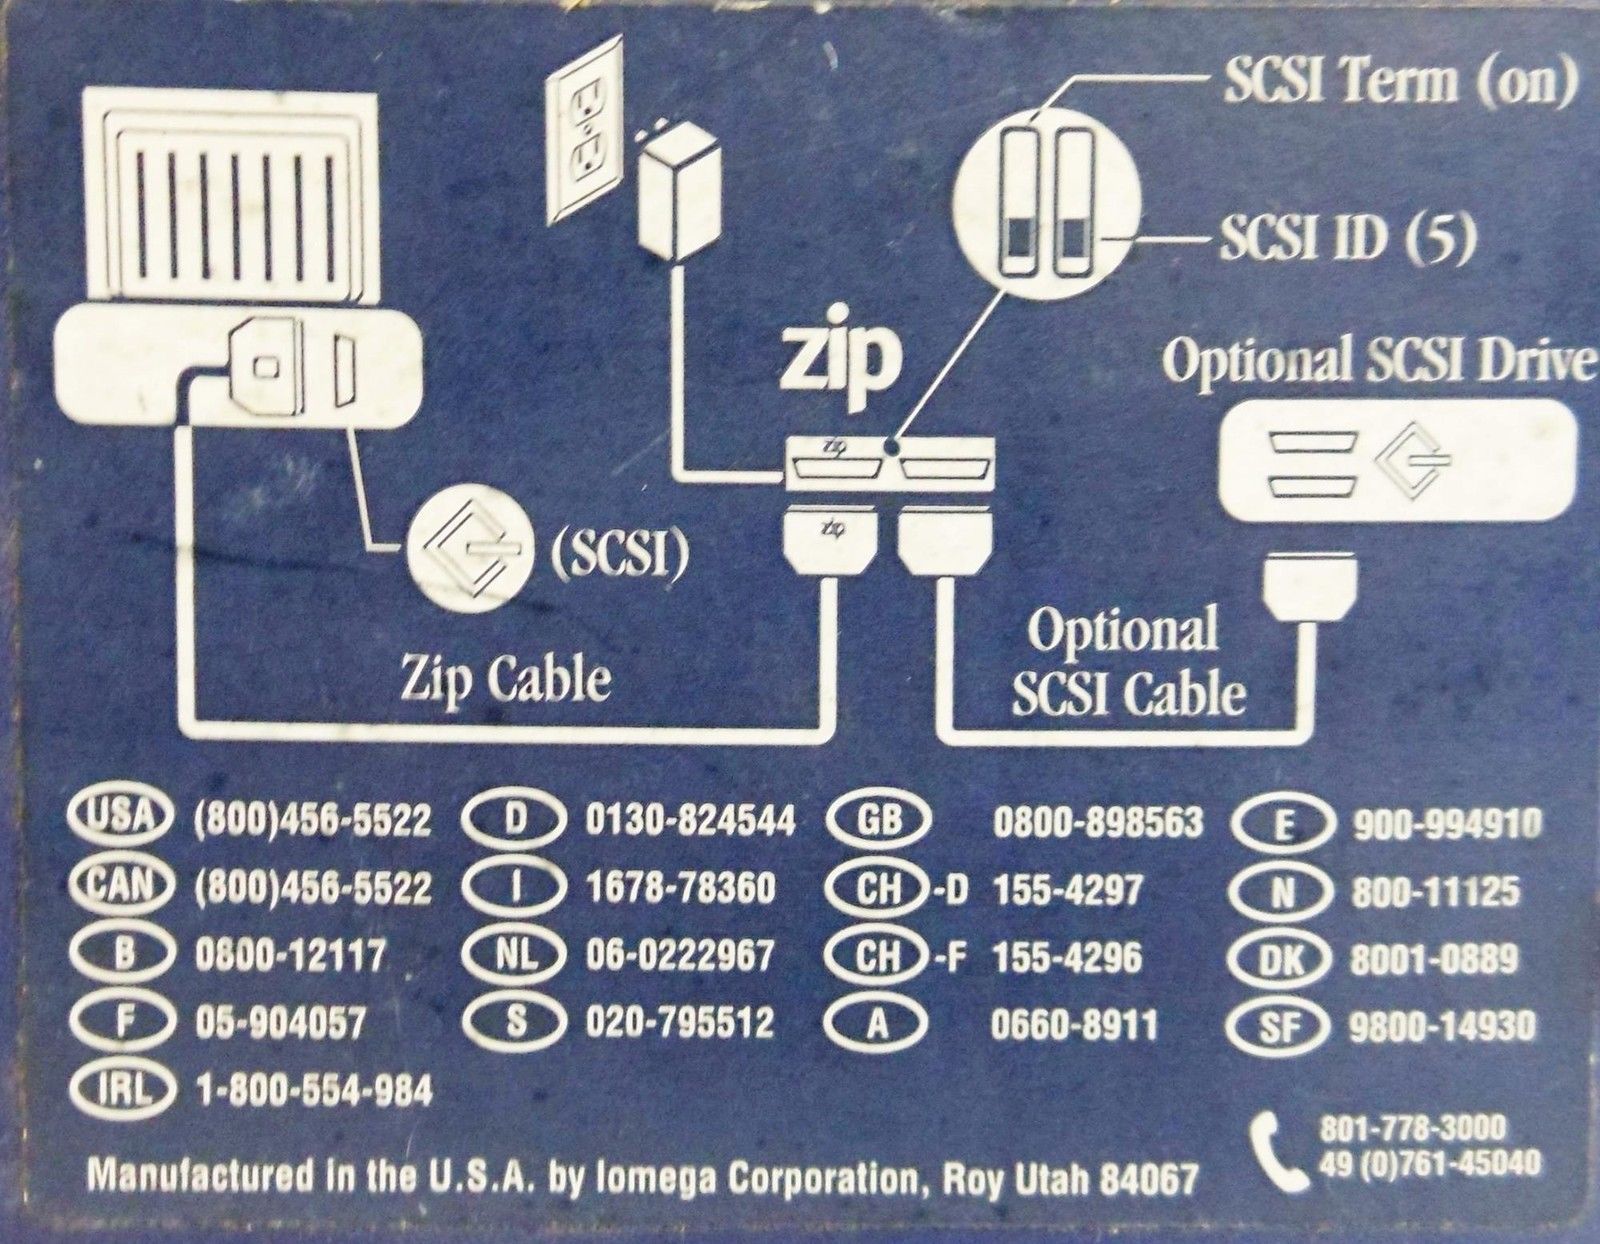 SCSI Term (on)
SCSI ID (5)
zip
Optional SCSI Drive
zip
zip
(SCSI)
Zip Cable
Optional
SCSI Cable
USA (800)456-5522 D 0130-824544 GB 0800-898563 E 900-994910
CAN (800)456-5522 I 1678-78360 CH-D 155-4297 N 800-11125
B 0800-12117 NL 06-0222967 CH-F 155-4296 DK 8001-0889
F 05-904057 S 020-795512 A 0660-8911 SF 9800-14930
IRL 1-800-554-984
801-778-3000
49 (0)761-45040
Manufactured in the U.S.A. by Iomega Corporation, Roy Utah 84067